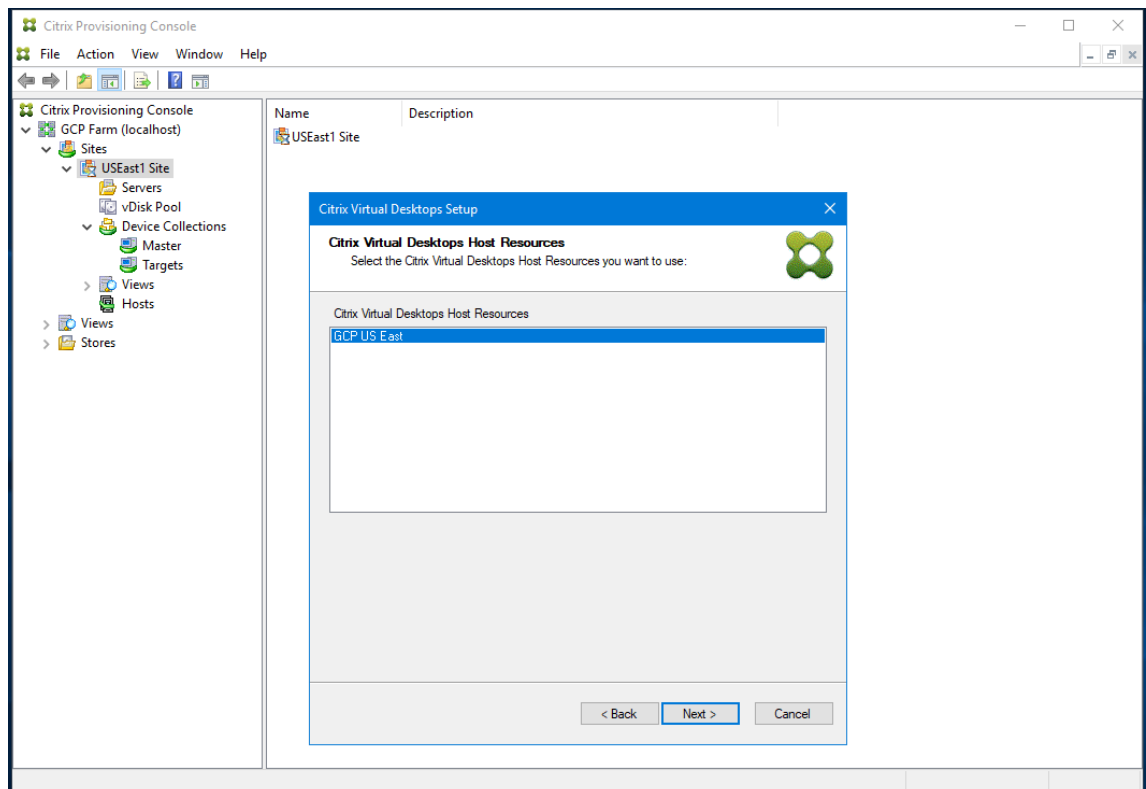 Citrix Provisioning Console
File Action View Window Help
Citrix Provisioning Console
GCP Farm (localhost)
Sites
USEast1 Site
Servers
vDisk Pool
Device Collections
Master
Targets
Views
Hosts
Views
Stores
Name Description
USEast1 Site
Citrix Virtual Desktops Setup
Citrix Virtual Desktops Host Resources
Select the Citrix Virtual Desktops Host Resources you want to use:
Citrix Virtual Desktops Host Resources
GCP US East
< Back Next > Cancel